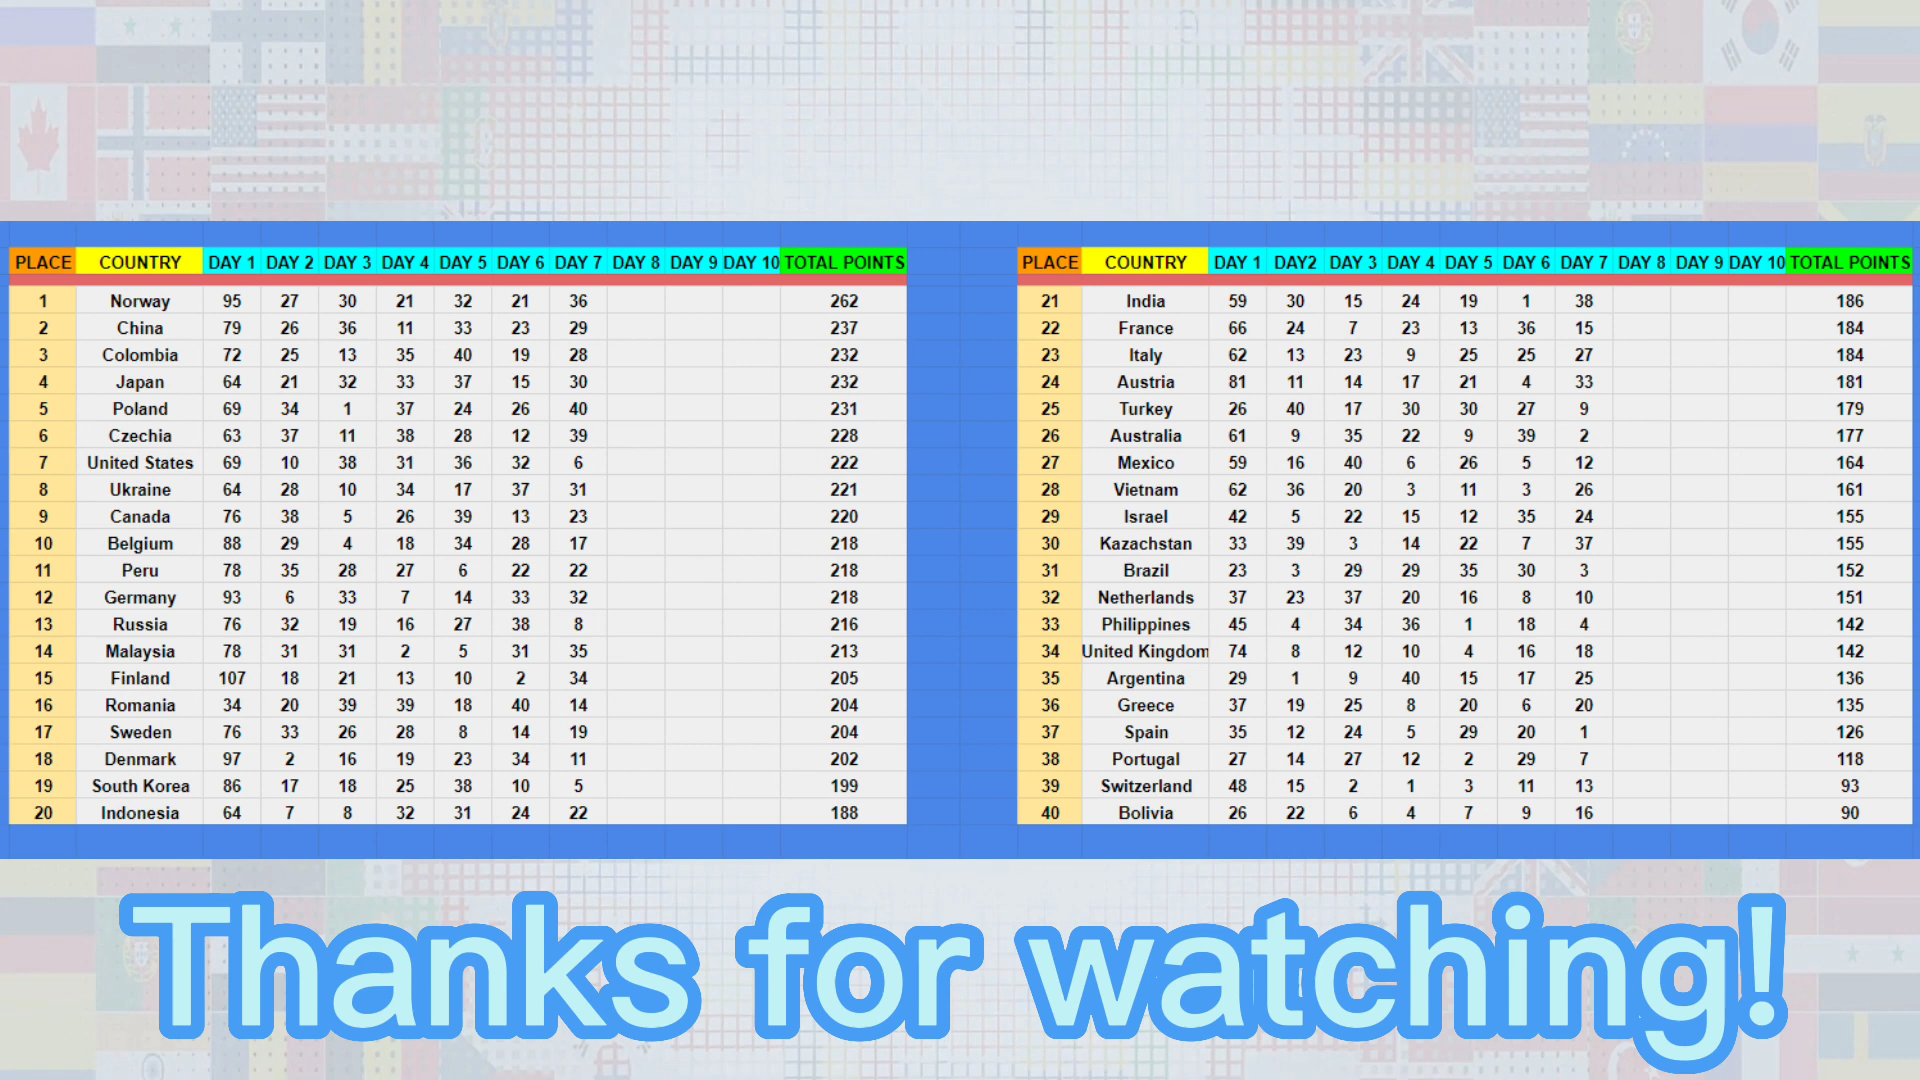 PLACE COUNTRY DAY 1 DAY 2 DAY 3 DAY 4 DAY 5 DAY 6 DAY 7 DAY 8 DAY 9 DAY 10 TOTAL POINTS
1 Norway 95 27 30 21 32 21 36 262
2 China 79 26 36 11 33 23 29 237
3 Colombia 72 25 13 35 40 19 28 232
4 Japan 64 21 32 33 37 15 30 232
5 Poland 69 34 1 37 24 26 40 231
6 Czechia 63 37 11 38 28 12 39 228
7 United States 69 10 38 31 36 32 6 222
8 Ukraine 64 28 10 34 17 37 31 221
9 Canada 76 38 5 26 39 13 23 220
10 Belgium 88 29 4 18 34 28 17 218
11 Peru 78 35 28 27 6 22 22 218
12 Germany 93 6 33 7 14 33 32 218
13 Russia 76 32 19 16 27 38 8 216
14 Malaysia 78 31 31 2 5 31 35 213
15 Finland 107 18 21 13 10 2 34 205
16 Romania 34 20 39 39 18 40 14 204
17 Sweden 76 33 26 28 8 14 19 204
18 Denmark 97 2 16 19 23 34 11 202
19 South Korea 86 17 18 25 38 10 5 199
20 Indonesia 64 7 8 32 31 24 22 188
PLACE COUNTRY DAY 1 DAY2 DAY 3 DAY 4 DAY 5 DAY 6 DAY 7 DAY 8 DAY 9 DAY 10 TOTAL POINTS
21 India 59 30 15 24 19 1 38 186
22 France 66 24 7 23 13 36 15 184
23 Italy 62 13 23 9 25 25 27 184
24 Austria 81 11 14 17 21 4 33 181
25 Turkey 26 40 17 30 30 27 9 179
26 Australia 61 9 35 22 9 39 2 177
27 Mexico 59 16 40 6 26 5 12 164
28 Vietnam 62 36 20 3 11 3 26 161
29 Israel 42 5 22 15 12 35 24 155
30 Kazachstan 33 39 3 14 22 7 37 155
31 Brazil 23 3 29 29 35 30 3 152
32 Netherlands 37 23 37 20 16 8 10 151
33 Philippines 45 4 34 36 1 18 4 142
34 United Kingdom 74 8 12 10 4 16 18 142
35 Argentina 29 1 9 40 15 17 25 136
36 Greece 37 19 25 8 20 6 20 135
37 Spain 35 12 24 5 29 20 1 126
38 Portugal 27 14 27 12 2 29 7 118
39 Switzerland 48 15 2 1 3 11 13 93
40 Bolivia 26 22 6 4 7 9 16 90
Thanks for watching!